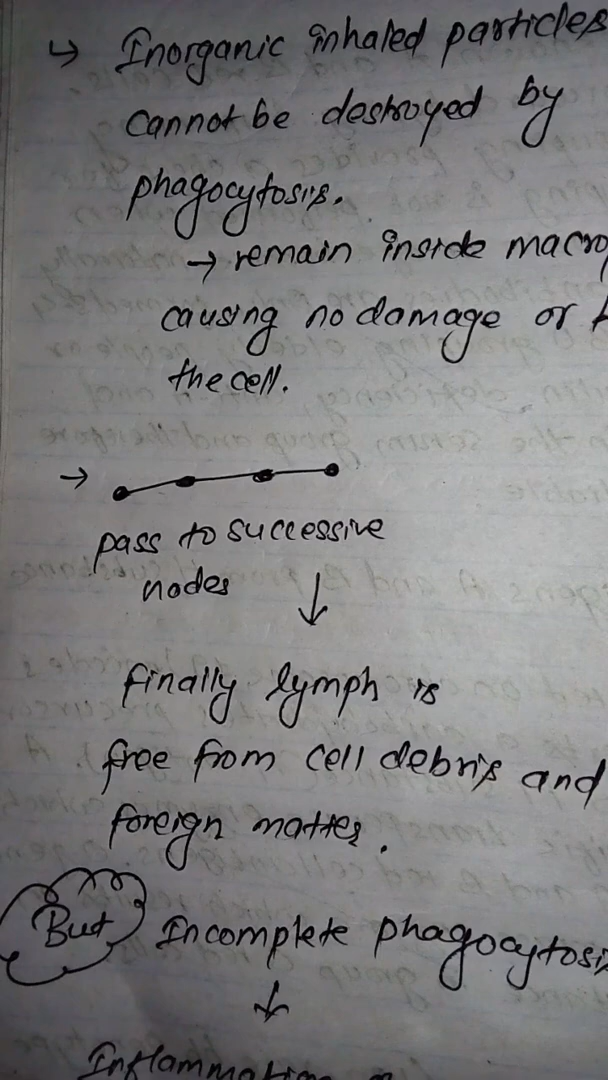 ↳ Inorganic inhaled particles
cannot be destroyed by
phagocytosis.
→ remain inside
causing no damage or
the cell.
→
pass to successive
nodes ↓
finally lymph is
free from cell debris and
foreign matter.
But Incomplete phagocytosis
↓
Inflammation